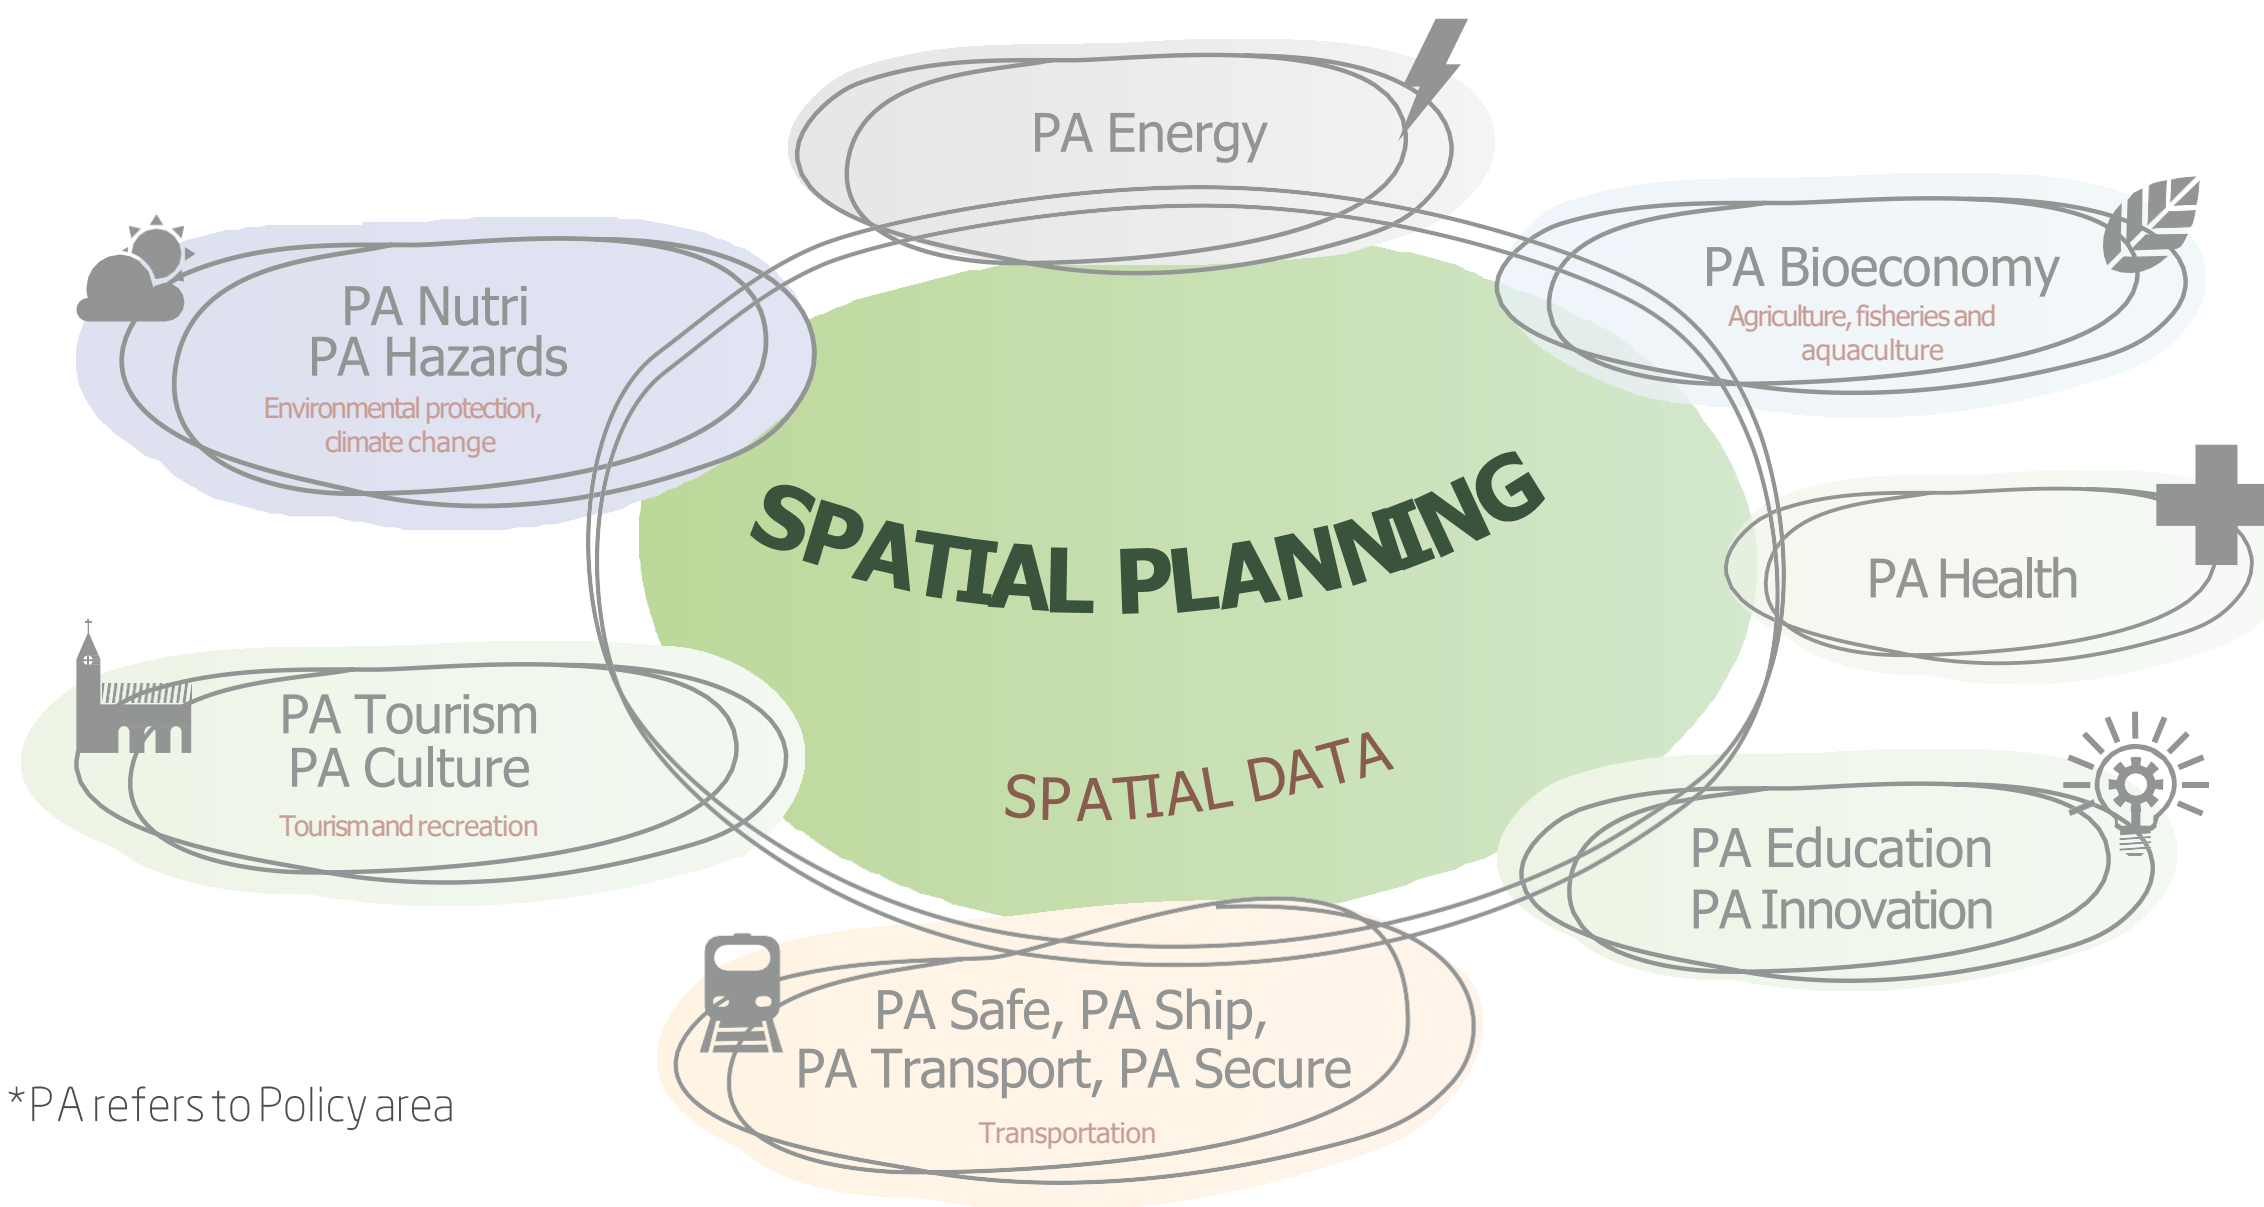 PA Energy
PA Bioeconomy
Agriculture, fisheries and
aquaculture
PA Nutri
PA Hazards
Environmental protection,
climate change
SPATIAL PLANNING
PA Health
PA Tourism
PA Culture
Tourism and recreation
SPATIAL DATA
PA Education
PA Innovation
PA Safe, PA Ship,
PA Transport, PA Secure
Transportation
*PA refers to Policy area